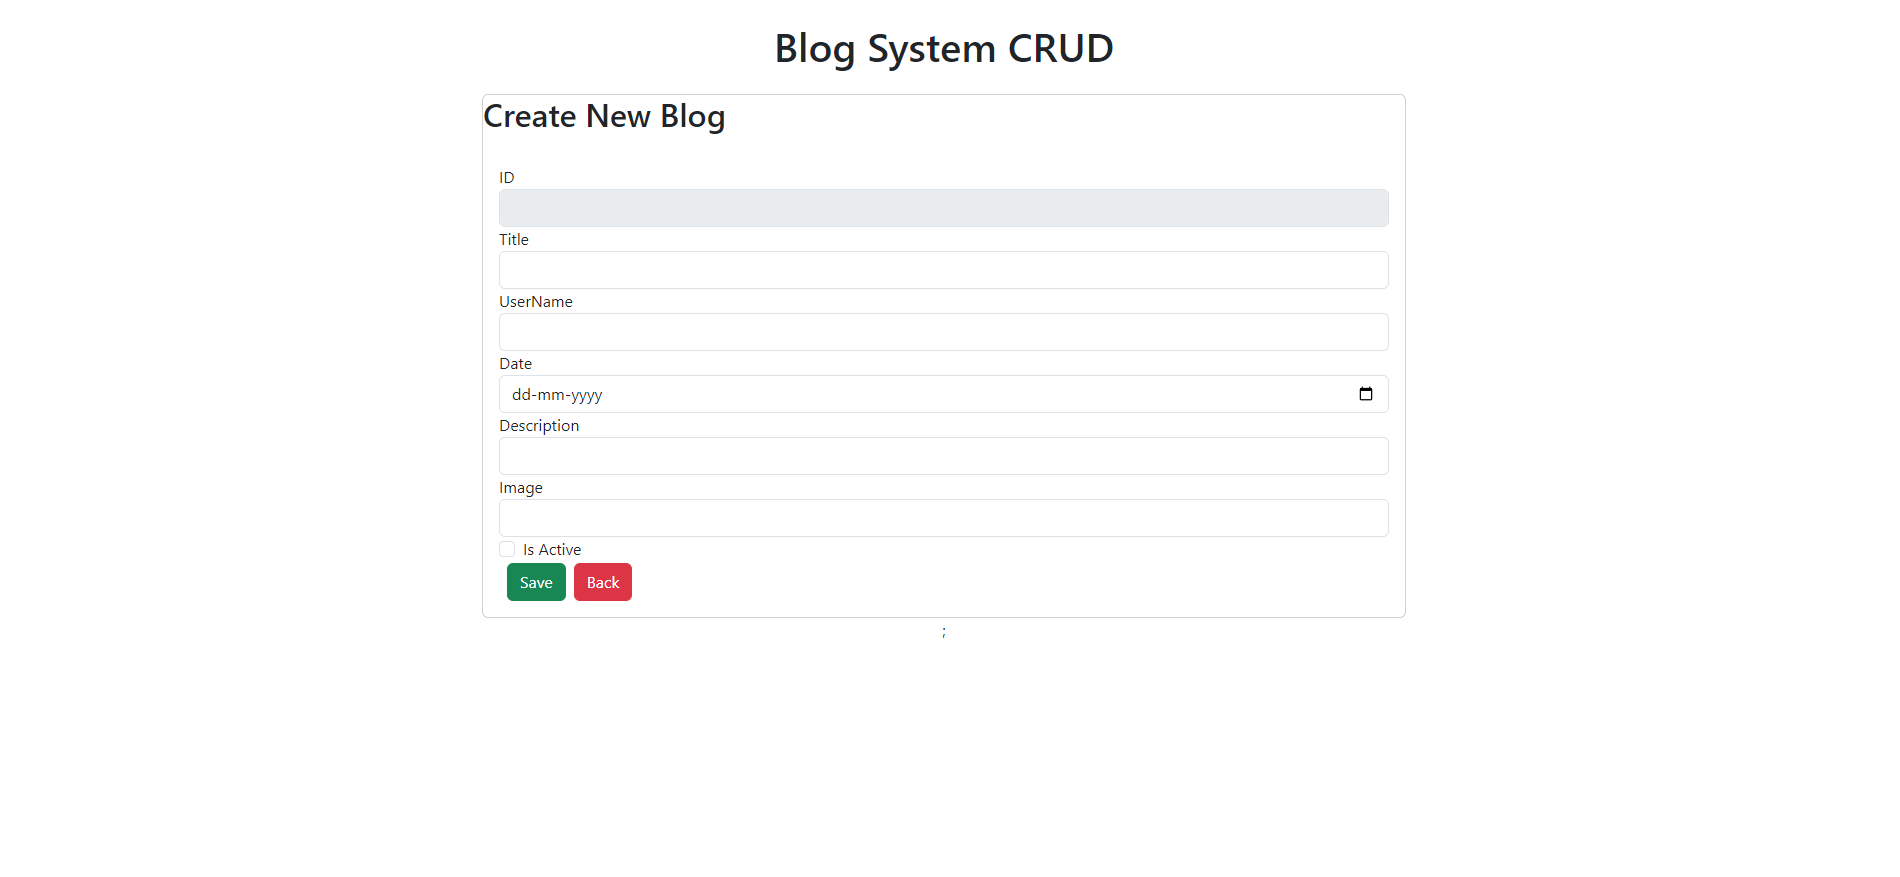 Blog System CRUD
Create New Blog
ID
Title
UserName
Date
dd-mm-yyyy
Description
Image
Is Active
Save Back
;